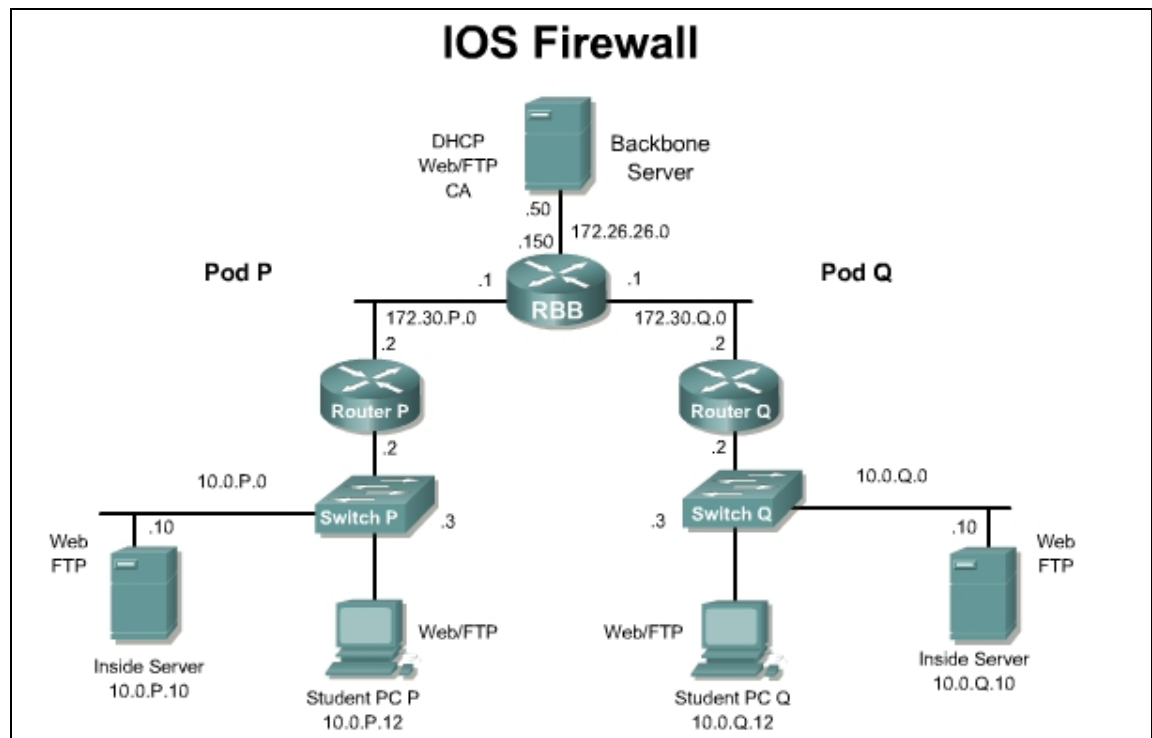 IOS Firewall
DHCP
Web/FTP
CA
Backbone
Server
.50
172.26.26.0
.150
Pod P
Pod Q
.1
.1
RBB
172.30.P.0
172.30.Q.0
.2
.2
Router P
Router Q
.2
.2
10.0.P.0
10.0.Q.0
Switch P
.3
.3
Switch Q
.10
.10
Web
FTP
Web
FTP
Web/FTP
Web/FTP
Inside Server
10.0.P.10
Student PC P
10.0.P.12
Student PC Q
10.0.Q.12
Inside Server
10.0.Q.10